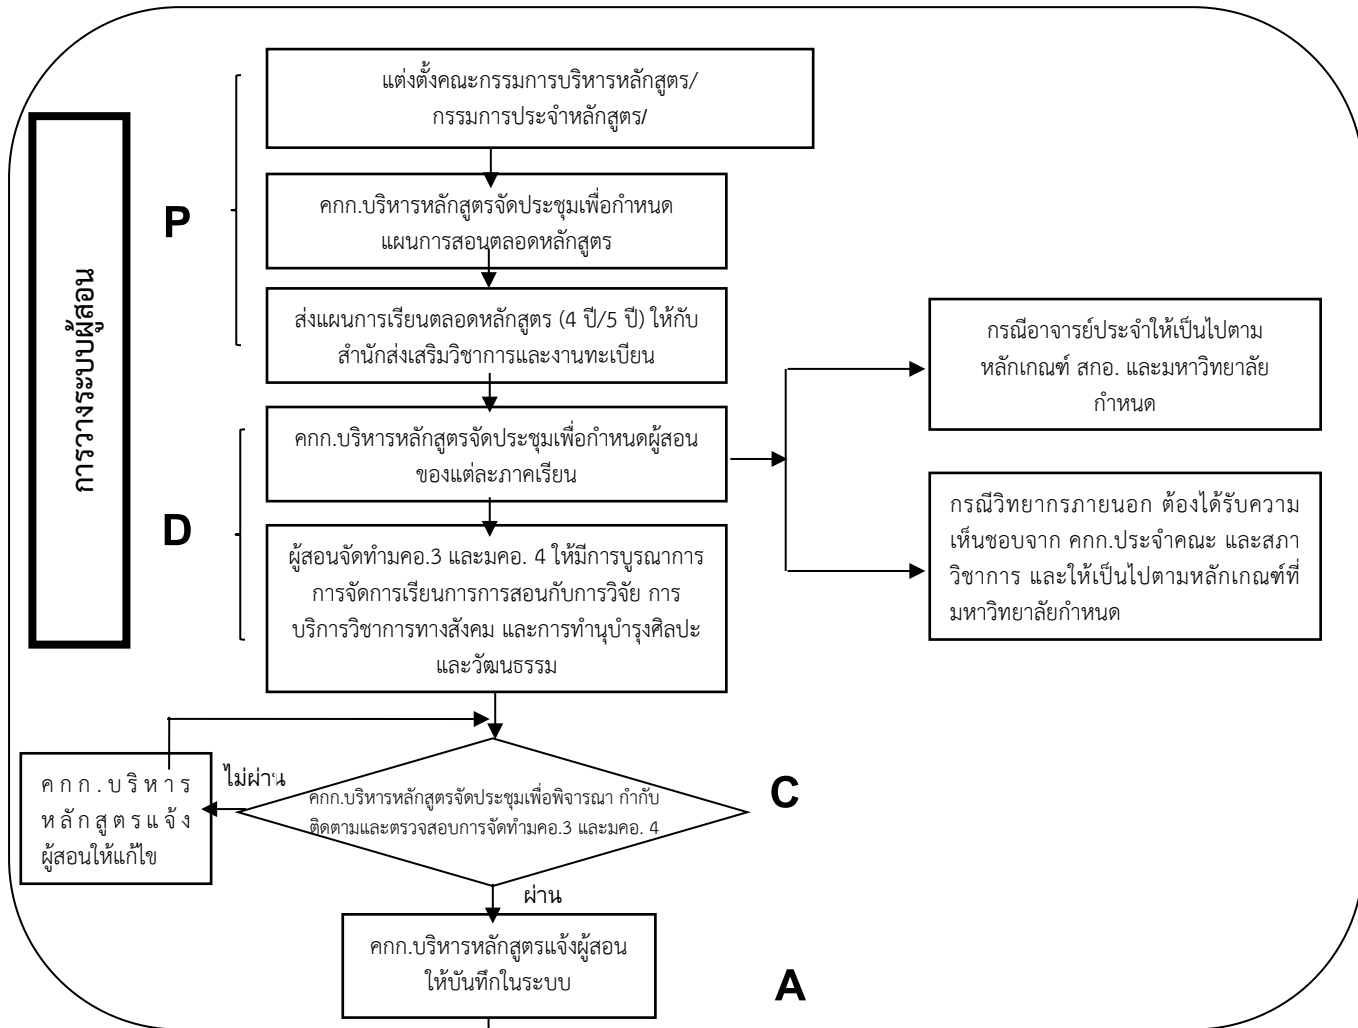 แต่งตั้งคณะกรรมการบริหารหลักสูตร/
กรรมการประจำหลักสูตร/
P
คกก.บริหารหลักสูตรจัดประชุมเพื่อกำหนด
แผนการสอนตลอดหลักสูตร
การวางระบบผู้สอน
ส่งแผนการเรียนตลอดหลักสูตร (4 ปี/5 ปี) ให้กับ
สำนักส่งเสริมวิชาการและงานทะเบียน
กรณีอาจารย์ประจำให้เป็นไปตาม
หลักเกณฑ์ สกอ. และมหาวิทยาลัย
กำหนด
คกก.บริหารหลักสูตรจัดประชุมเพื่อกำหนดผู้สอน
ของแต่ละภาคเรียน
D
กรณีวิทยากรภายนอก ต้องได้รับความ
เห็นชอบจาก คกก.ประจำคณะ และสภา
วิชาการ และให้เป็นไปตามหลักเกณฑ์ที่
มหาวิทยาลัยกำหนด
ผู้สอนจัดทำมคอ.3 และมคอ. 4 ให้มีการบูรณาการ
การจัดการเรียนการการสอนกับการวิจัย การ
บริการวิชาการทางสังคม และการทำนุบำรุงศิลปะ
และวัฒนธรรม
คกก.บริหาร
หลักสูตรแจ้ง
ผู้สอนให้แก้ไข
ไม่ผ่าน
คกก.บริหารหลักสูตรจัดประชุมเพื่อพิจารณา กำกับ
ติดตามและตรวจสอบการจัดทำมคอ.3 และมคอ. 4
C
ผ่าน
คกก.บริหารหลักสูตรแจ้งผู้สอน
ให้บันทึกในระบบ
A